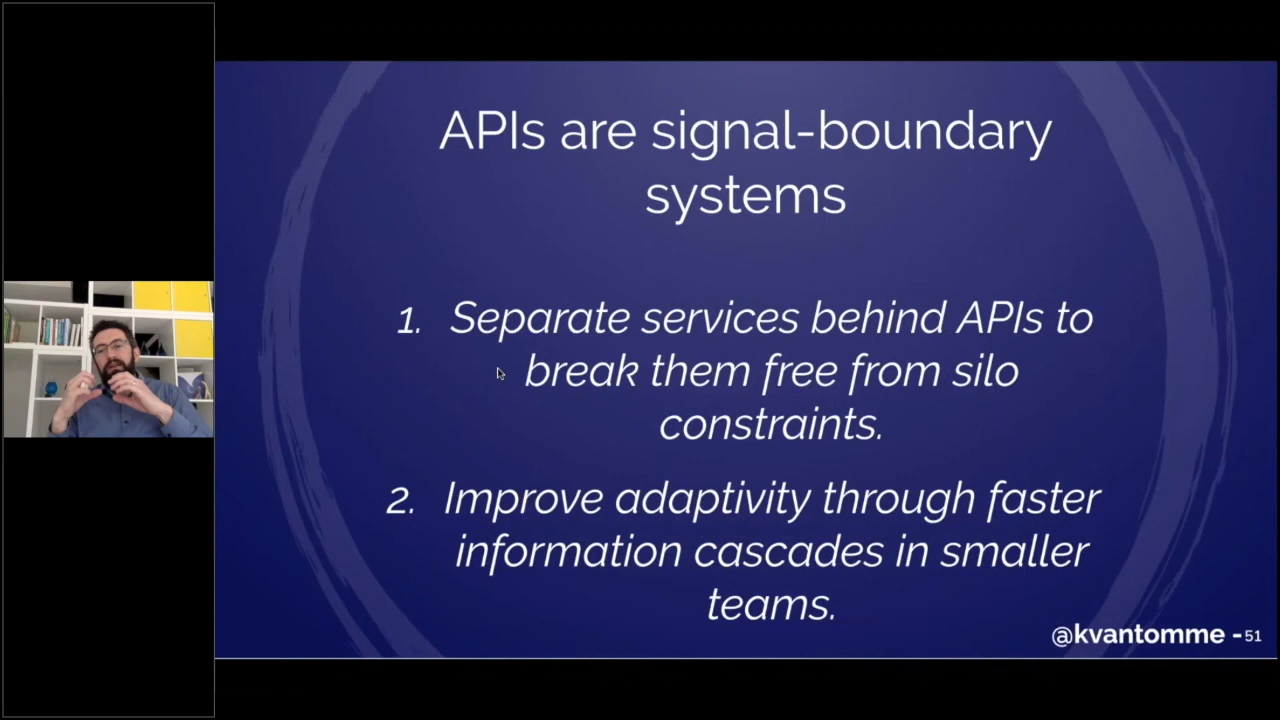 APIs are signal-boundary
systems
1. Separate services behind APIs to
break them free from silo
constraints.
2. Improve adaptivity through faster
information cascades in smaller
teams.
@kvantomme - 51